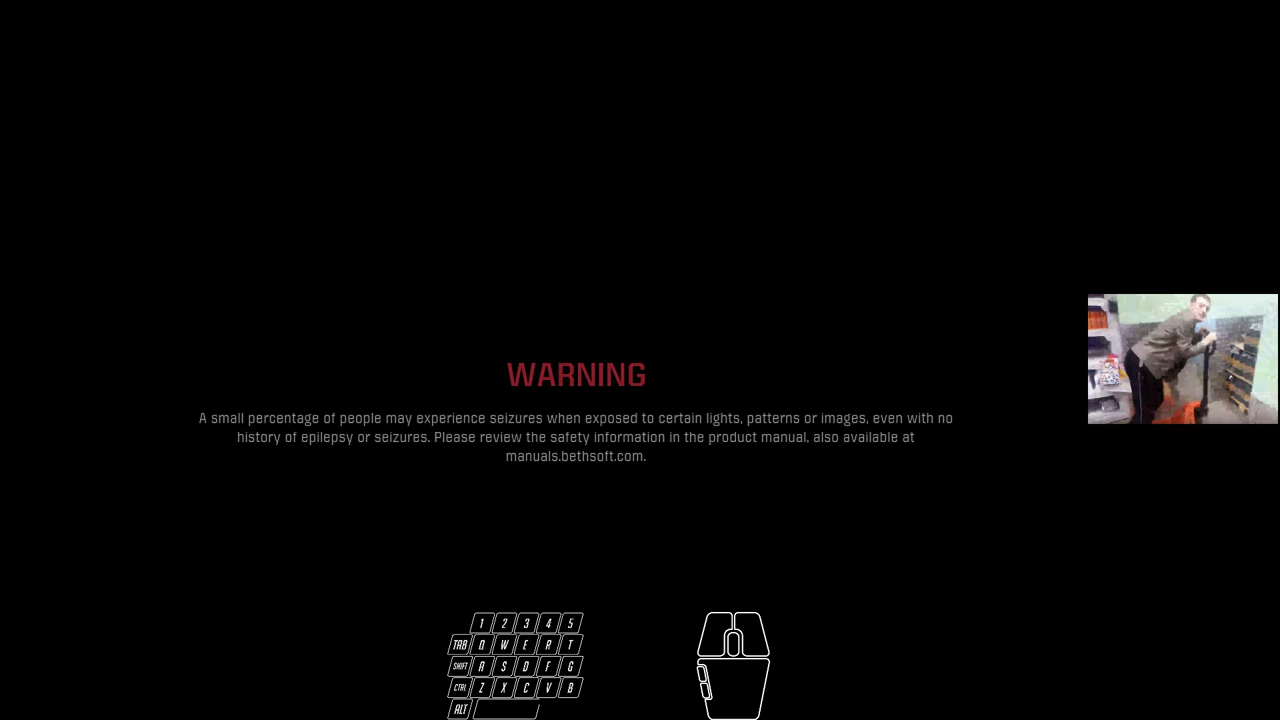 WARNING
A small percentage of people may experience seizures when exposed to certain lights, patterns or images, even with no
history of epilepsy or seizures. Please review the safety information in the product manual, also available at
manuals.bethsoft.com.
1 2 3 4 5
TAB Q W E R T
SHIFT A S D F G
CTRL Z X C V B
ALT